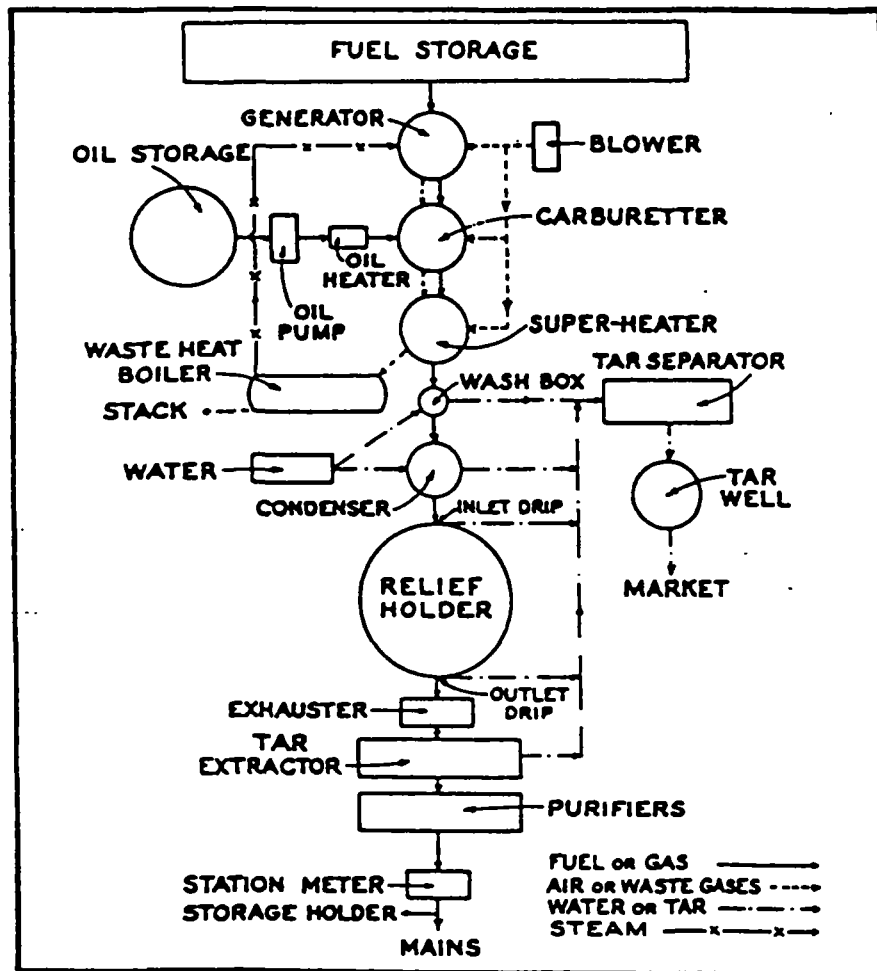 FUEL STORAGE
GENERATOR
OIL STORAGE
BLOWER
CARBURETTER
OIL
HEATER
OIL
PUMP
SUPER-HEATER
WASTE HEAT
BOILER
TAR SEPARATOR
WASH BOX
STACK
WATER
CONDENSER
TAR
WELL
INLET DRIP
RELIEF
HOLDER
MARKET
OUTLET
DRIP
EXHAUSTER
TAR
EXTRACTOR
PURIFIERS
STATION METER
STORAGE HOLDER
MAINS
FUEL OR GAS
AIR OR WASTE GASES
WATER OR TAR
STEAM